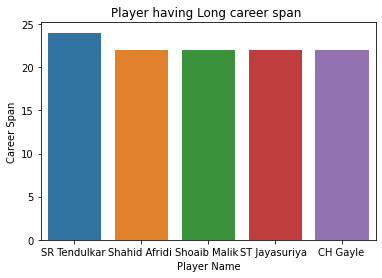 Player having Long career span
Career Span
25
20
15
10
5
0
SR Tendulkar Shahid Afridi Shoaib Malik ST Jayasuriya CH Gayle
Player Name